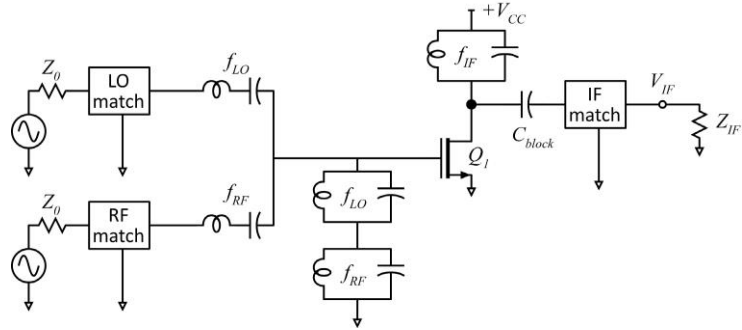 +V_CC
f_LO
f_IF
Z_0
LO
match
IF
match
V_IF
Z_IF
C_block
Q_1
Z_0
RF
match
f_RF
f_LO
f_RF